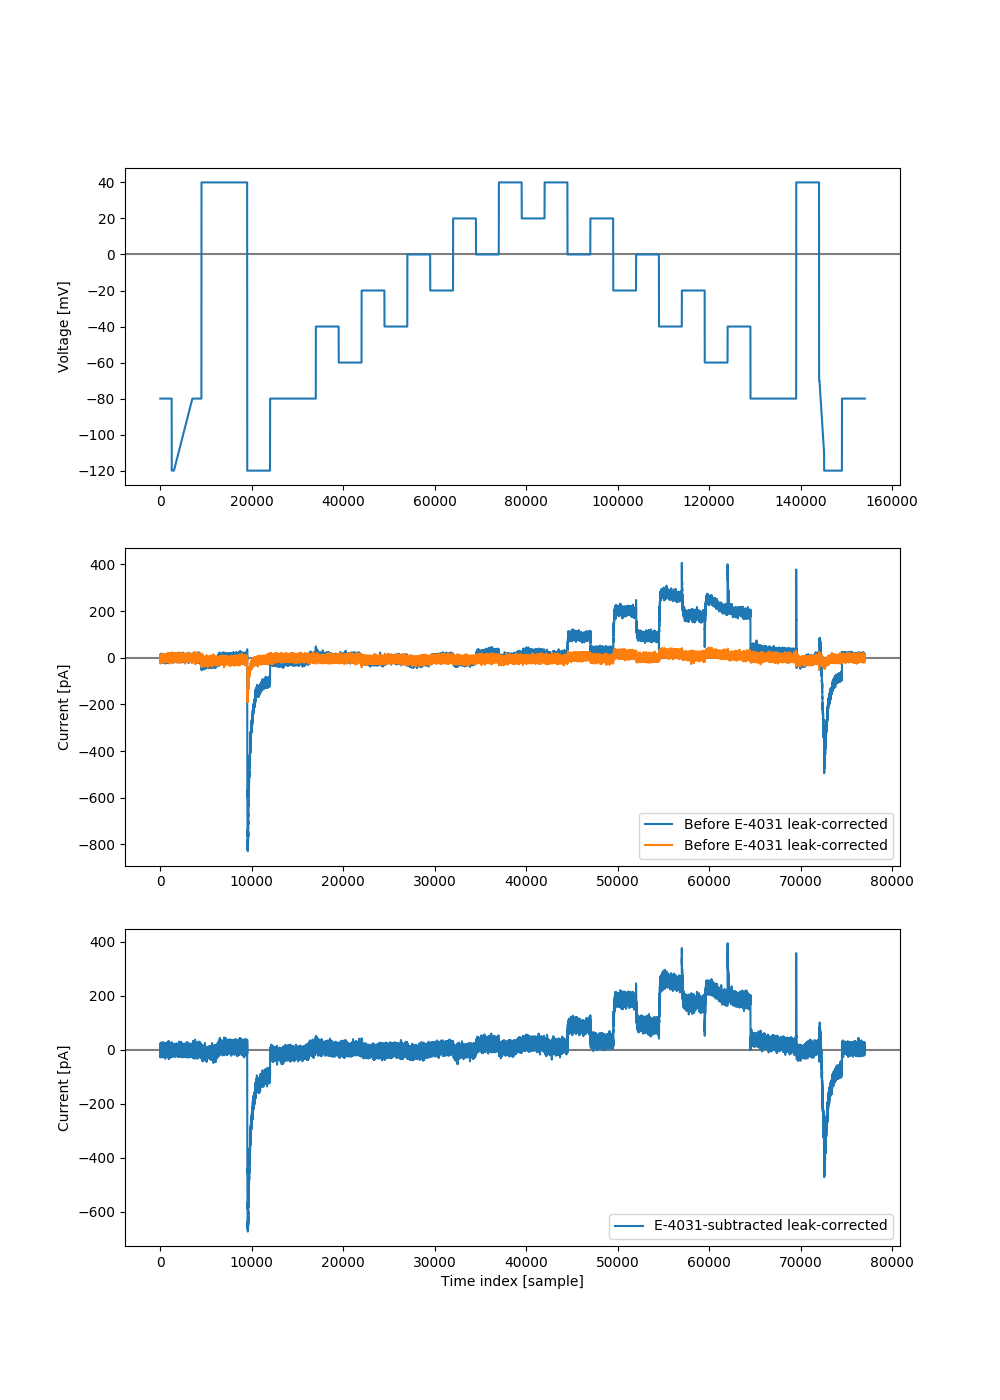 Voltage [mV]
40
20
0
−20
−40
−60
−80
−100
−120
0 20000 40000 60000 80000 100000 120000 140000 160000
Current [pA]
400
200
0
−200
−400
−600
−800
Before E-4031 leak-corrected
Before E-4031 leak-corrected
0 10000 20000 30000 40000 50000 60000 70000 80000
Current [pA]
400
200
0
−200
−400
−600
E-4031-subtracted leak-corrected
0 10000 20000 30000 40000 50000 60000 70000 80000
Time index [sample]